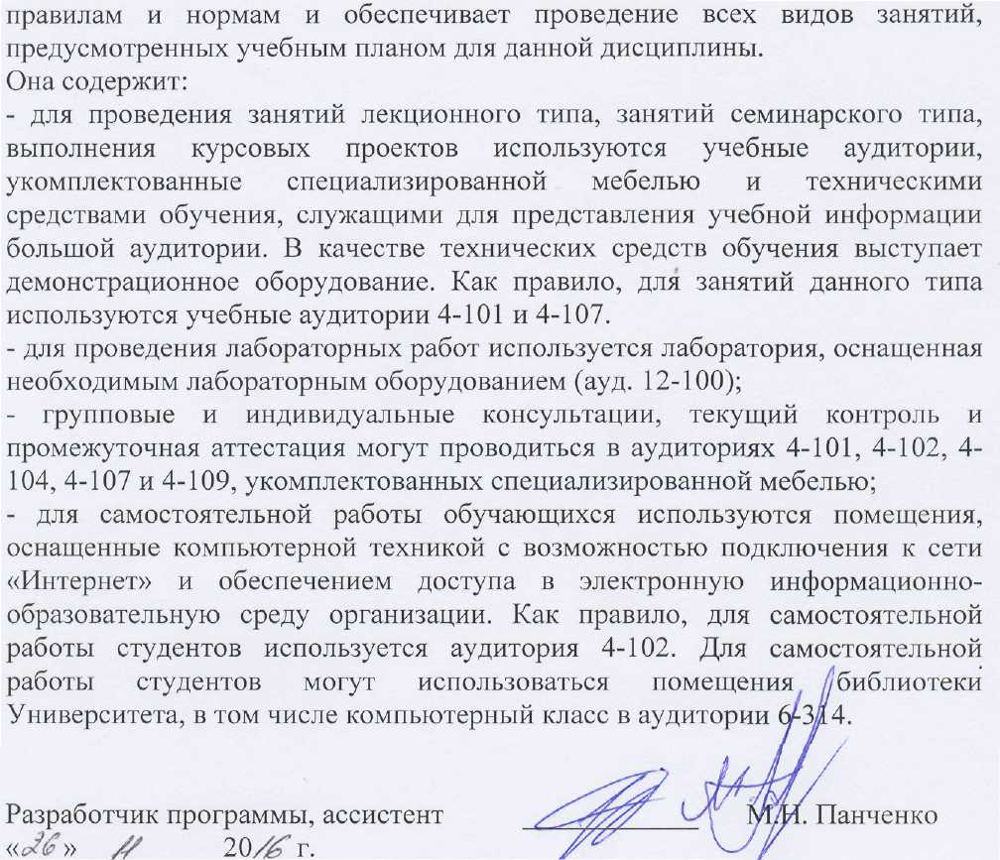 правилам и нормам и обеспечивает проведение всех видов занятий,
предусмотренных учебным планом для данной дисциплины.
Она содержит:
- для проведения занятий лекционного типа, занятий семинарского типа,
выполнения курсовых проектов используются учебные аудитории,
укомплектованные специализированной мебелью и техническими
средствами обучения, служащими для представления учебной информации
большой аудитории. В качестве технических средств обучения выступает
демонстрационное оборудование. Как правило, для занятий данного типа
используются учебные аудитории 4-101 и 4-107.
- для проведения лабораторных работ используется лаборатория, оснащенная
необходимым лабораторным оборудованием (ауд. 12-100);
- групповые и индивидуальные консультации, текущий контроль и
промежуточная аттестация могут проводиться в аудиториях 4-101, 4-102, 4-
104, 4-107 и 4-109, укомплектованных специализированной мебелью;
- для самостоятельной работы обучающихся используются помещения,
оснащенные компьютерной техникой с возможностью подключения к сети
«Интернет» и обеспечением доступа в электронную информационно-
образовательную среду организации. Как правило, для самостоятельной
работы студентов используется аудитория 4-102. Для самостоятельной
работы студентов могут использоваться помещения библиотеки
Университета, в том числе компьютерный класс в аудитории 6-314.
Разработчик программы, ассистент ____________ М.Н. Панченко
«26» 11 2016 г.